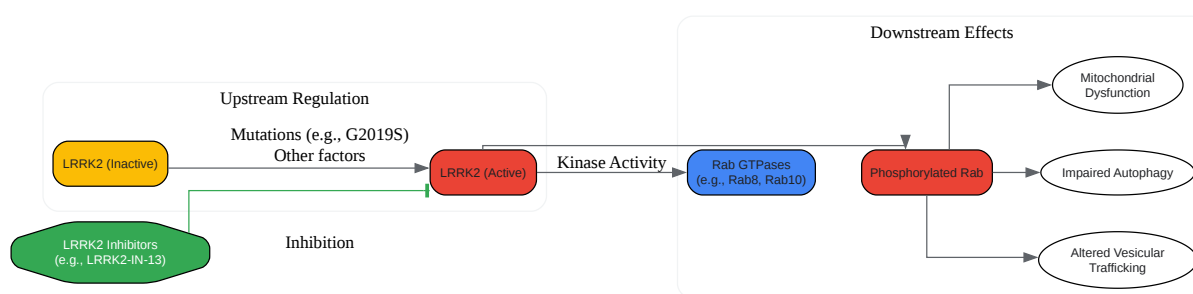 Downstream Effects
Upstream Regulation
Mutations (e.g., G2019S)
Other factors
LRRK2 (Inactive)
LRRK2 (Active)
Kinase Activity
Rab GTPases
(e.g., Rab8, Rab10)
Phosphorylated Rab
Mitochondrial
Dysfunction
Impaired Autophagy
Altered Vesicular
Trafficking
LRRK2 Inhibitors
(e.g., LRRK2-IN-13)
Inhibition